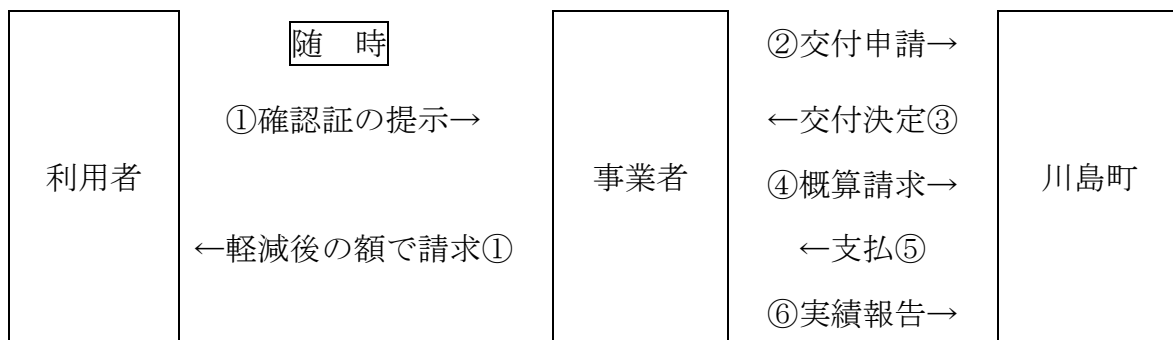 利用者
随　時
①確認証の提示→
←軽減後の額で請求①
事業者
②交付申請→
←交付決定③
④概算請求→
←支払⑤
⑥実績報告→
川島町